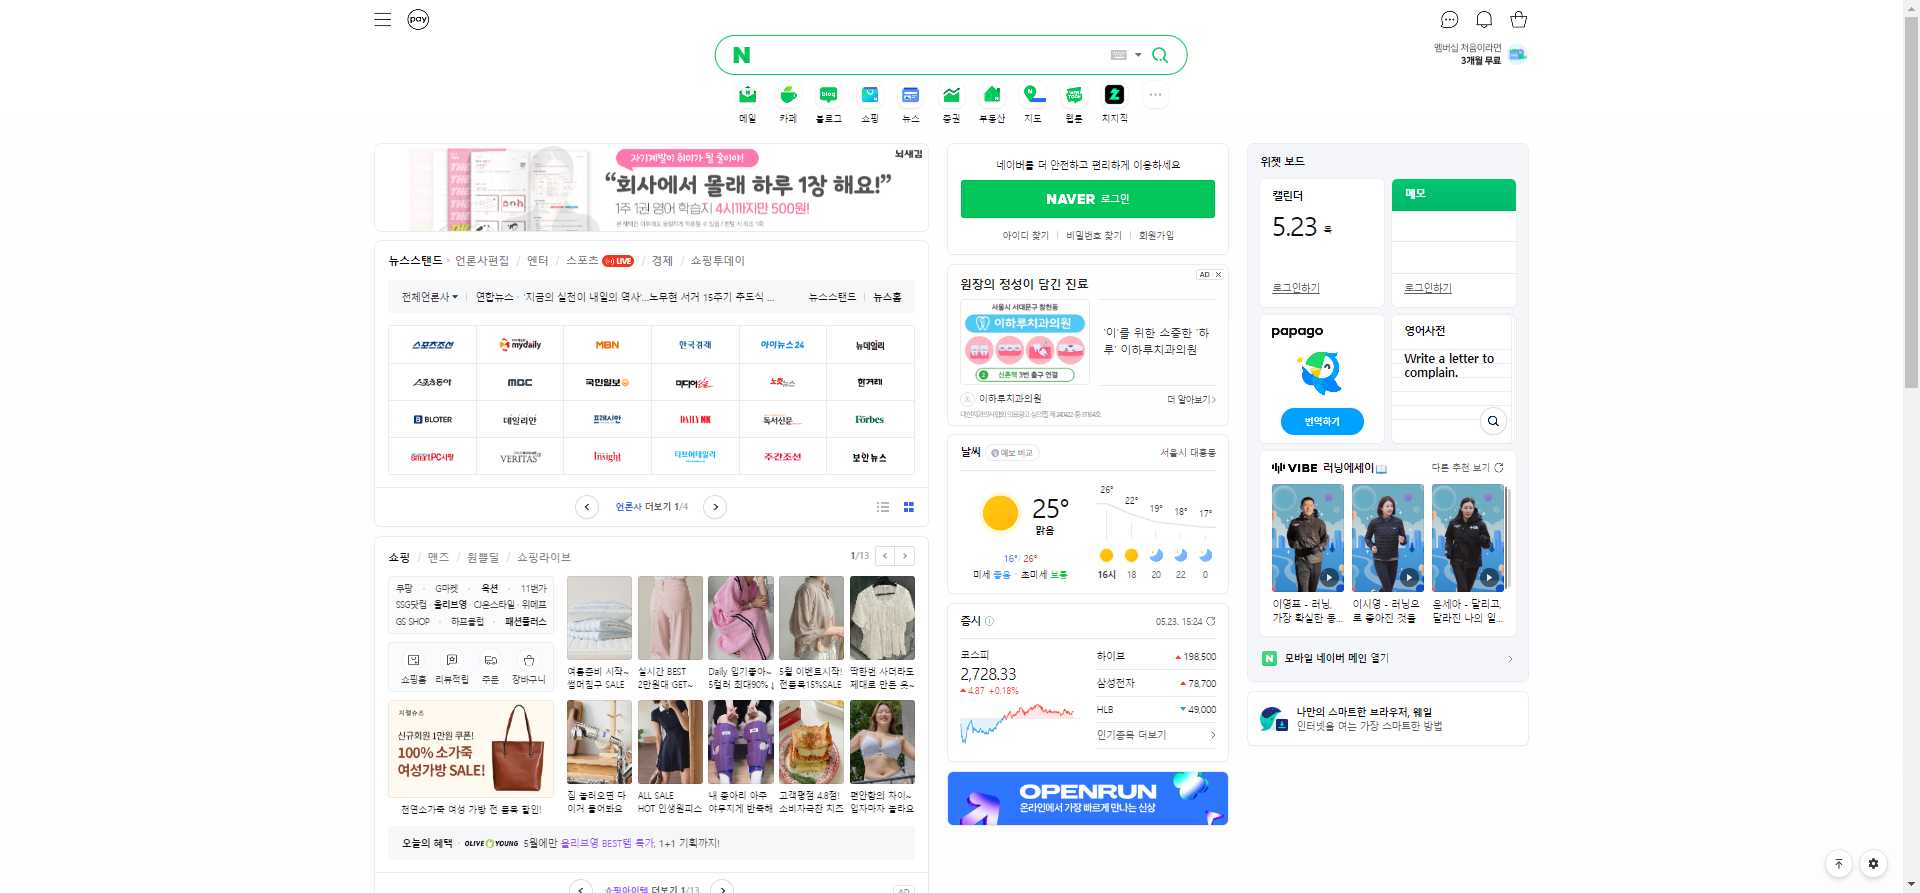 pay
멤버십 처음이라면
3개월 무료
N
메일
카페
blog
블로그
쇼핑
뉴스
증권
부동산
지도
웹툰
치지직
자기계발이 취미가 될 줄이야!
뇌새김
“회사에서 몰래 하루 1장 해요!”
1주 1권 영어 학습지 4시까지만 500원!
뉴스스탠드 · 언론사편집 / 엔터 / 스포츠 LIVE / 경제 / 쇼핑투데이
전체언론사
연합뉴스 · '지금의 실천이 내일의 역사'…노무현 서거 15주기 추도식 ...
뉴스스탠드
뉴스홈
스포츠조선
mydaily
MBN
한국경제
아이뉴스24
뉴데일리
스포츠동아
MBC
국민일보
미디어오늘
노컷뉴스
한겨레
BLOTER
데일리안
프레시안
DAILY NK
독서신문
Forbes
PC사랑
VERITAS
Insight
주간조선
보안뉴스
언론사 더보기 1/4
쇼핑 / 맨즈 / 원쁠딜 / 쇼핑라이브
1/13
쿠팡 · G마켓 · 옥션 · 11번가
SSG닷컴 · 올리브영 · CJ온스타일 · 위메프
GS SHOP · 하프클럽 · 패션플러스
쇼핑홈
리뷰적립
주문
장바구니
신규회원 1만원 쿠폰!
100% 소가죽
여성가방 SALE!
천연소가죽 여성 가방 전 품목 할인!
여름준비 시작~
썸머침구 SALE
실시간 BEST
2만원대 GET~
Daily 입기좋아~
5컬러 최대90%↓
5월 이벤트시작!
전품목15%SALE
딱한번 사더라도
제대로 만든 옷~
집 눌러오면 다
이거 물어봐요
ALL SALE
HOT 인생원피스
내 종아리 아주
야무지게 반죽해
고객평점 4.8점!
소비자극찬 치즈
편안함의 차이~
입자마자 놀라요
오늘의 혜택 · OLIVE YOUNG 5월에만 올리브영 BEST템 특가, 1+1 기획까지!
쇼핑아이템 더보기 1/13
AD
네이버를 더 안전하고 편리하게 이용하세요
NAVER 로그인
아이디 찾기
비밀번호 찾기
회원가입
AD
원장의 정성이 담긴 진료
서울시 서대문구 창천동
이하루치과의원
2 신촌역 3번 출구 연결
'이'를 위한 소중한 '하
루' 이하루치과의원
이하루치과의원
더 알아보기
날씨
예보 비교
서울시 대흥동
25°
맑음
16°/ 26°
미세 좋음 · 초미세 보통
26°
22°
19°
18°
17°
16시
18
20
22
0
증시
05.23. 15:24
코스피
2,728.33
4.87 +0.18%
하이브
198,500
삼성전자
78,700
HLB
49,000
인기종목 더보기
OPENRUN
온라인에서 가장 빠르게 만나는 신상
위젯 보드
캘린더
5.23 목
로그인하기
메모
로그인하기
papago
번역하기
영어사전
Write a letter to
complain.
VIBE 러닝에세이
다른 추천 보기
이영표 - 러닝,
가장 확실한 동...
이시영 - 러닝으
로 좋아진 것들
윤세아 - 달리고,
달라진 나의 일...
N 모바일 네이버 메인 열기
나만의 스마트한 브라우저, 웨일
인터넷을 여는 가장 스마트한 방법